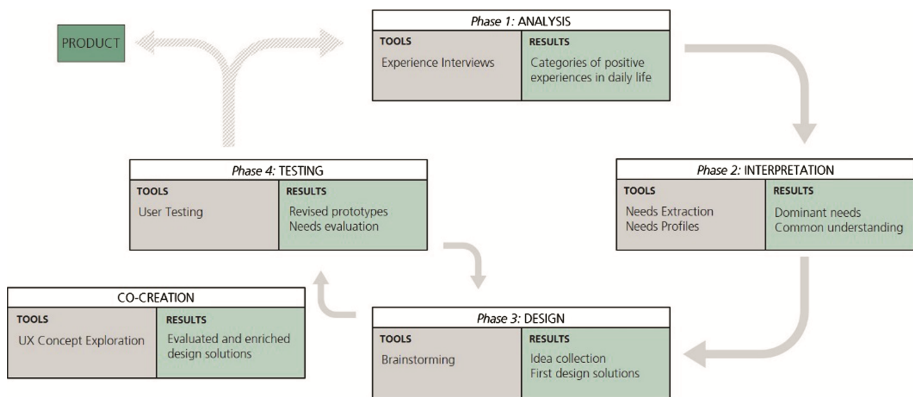 PRODUCT
Phase 1: ANALYSIS
TOOLS
Experience Interviews
RESULTS
Categories of positive
experiences in daily life
Phase 4: TESTING
TOOLS
User Testing
RESULTS
Revised prototypes
Needs evaluation
Phase 2: INTERPRETATION
TOOLS
Needs Extraction
Needs Profiles
RESULTS
Dominant needs
Common understanding
CO-CREATION
TOOLS
UX Concept Exploration
RESULTS
Evaluated and enriched
design solutions
Phase 3: DESIGN
TOOLS
Brainstorming
RESULTS
Idea collection
First design solutions